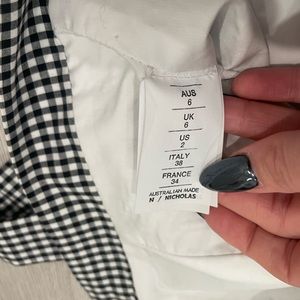 AUS
6
UK
6
US
2
ITALY
38
FRANCE
34
AUSTRALIAN MADE
N / NICHOLAS